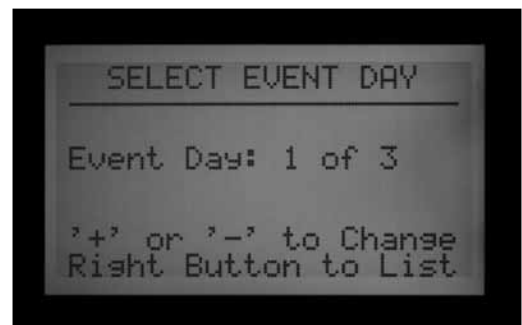 SELECT EVENT DAY
Event Day: 1 of 3
'+' or '-' to Change
Right Button to List